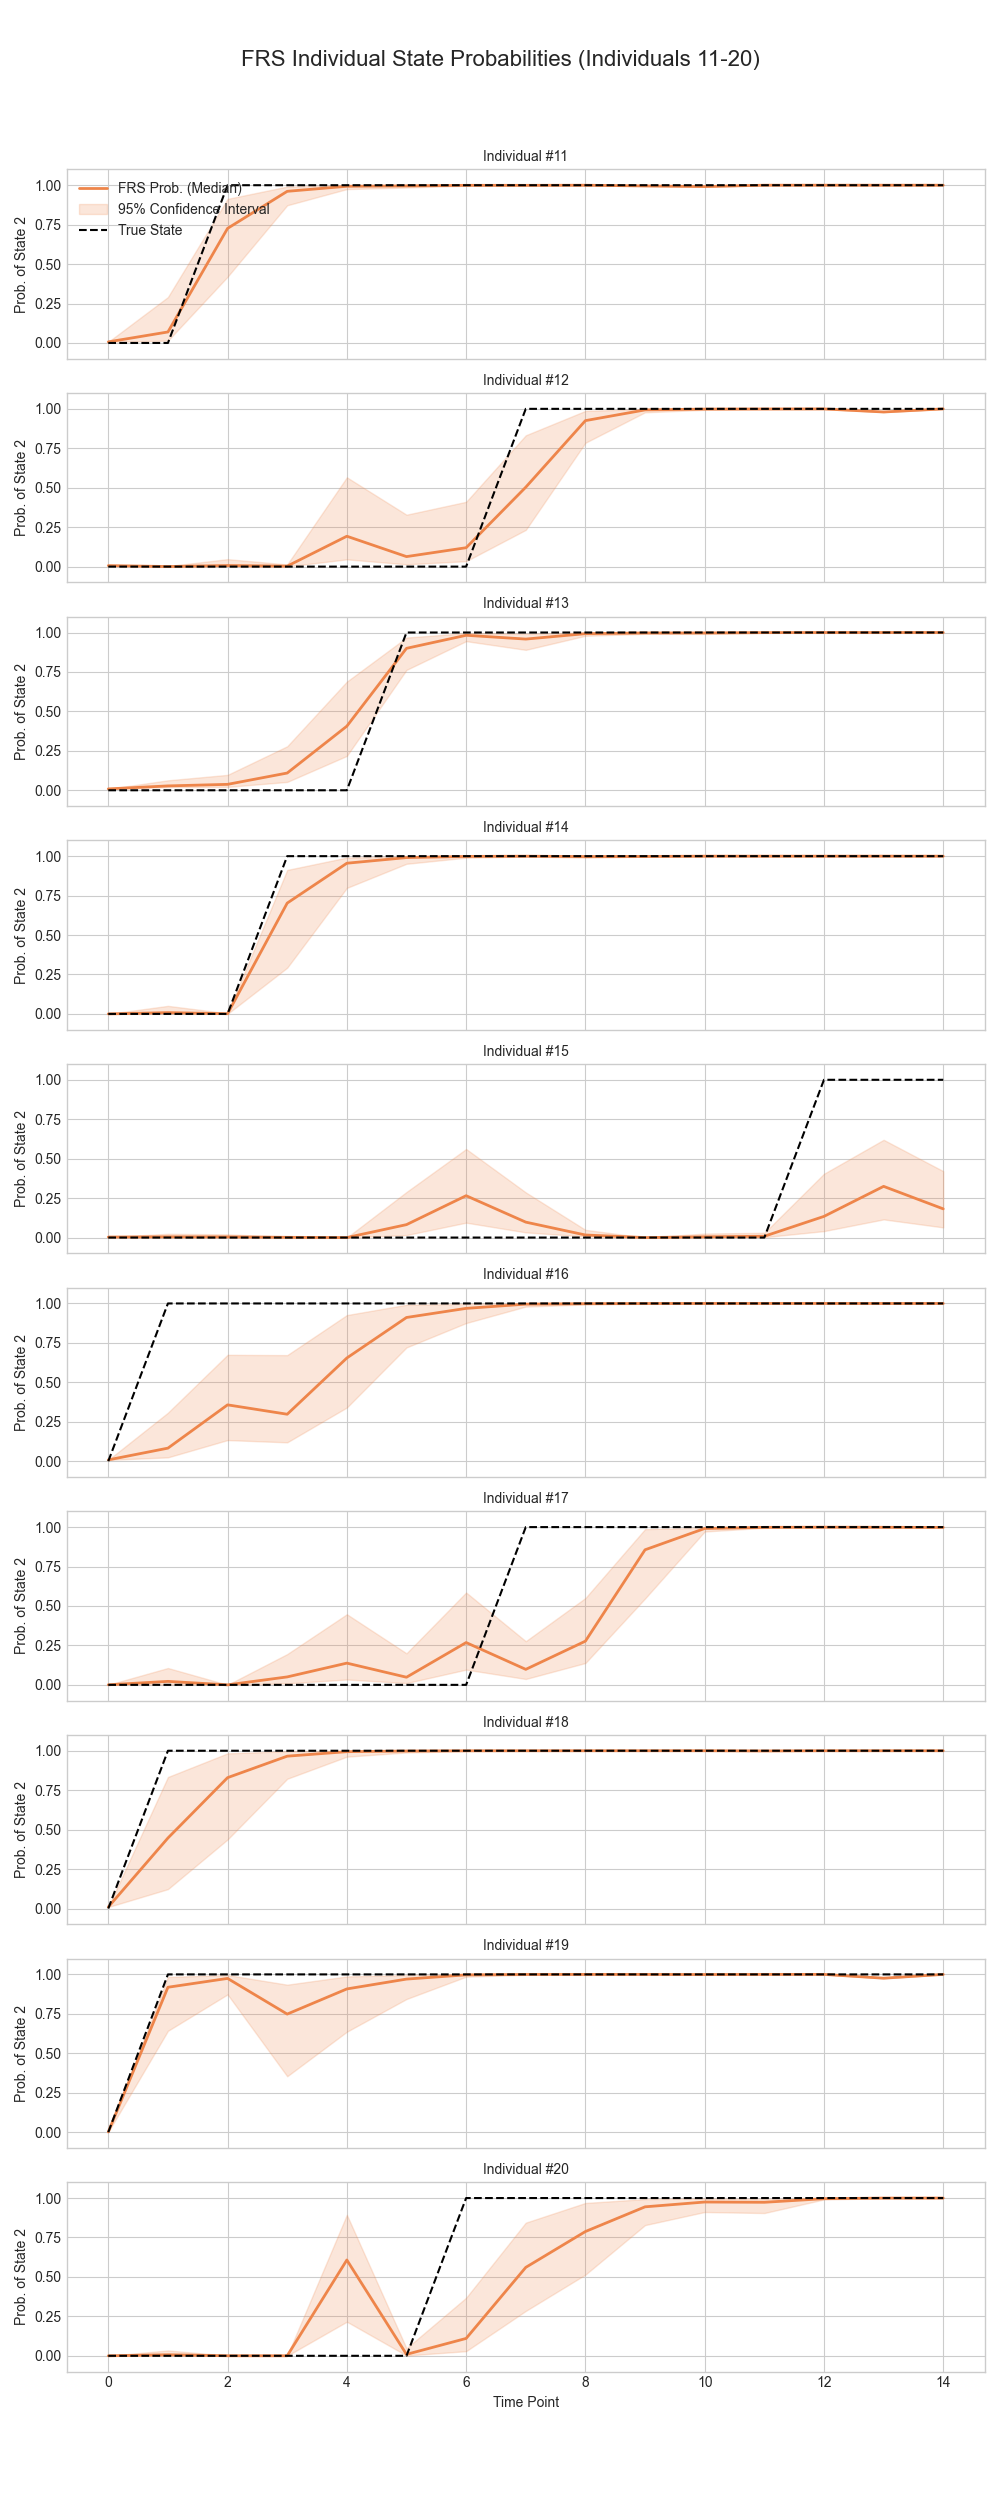 FRS Individual State Probabilities (Individuals 11-20)
Individual #11
FRS Prob. (Median)
95% Confidence Interval
True State
1.00
0.75
0.50
0.25
0.00
Prob. of State 2
Individual #12
1.00
0.75
0.50
0.25
0.00
Prob. of State 2
Individual #13
1.00
0.75
0.50
0.25
0.00
Prob. of State 2
Individual #14
1.00
0.75
0.50
0.25
0.00
Prob. of State 2
Individual #15
1.00
0.75
0.50
0.25
0.00
Prob. of State 2
Individual #16
1.00
0.75
0.50
0.25
0.00
Prob. of State 2
Individual #17
1.00
0.75
0.50
0.25
0.00
Prob. of State 2
Individual #18
1.00
0.75
0.50
0.25
0.00
Prob. of State 2
Individual #19
1.00
0.75
0.50
0.25
0.00
Prob. of State 2
Individual #20
1.00
0.75
0.50
0.25
0.00
Prob. of State 2
0 2 4 6 8 10 12 14
Time Point